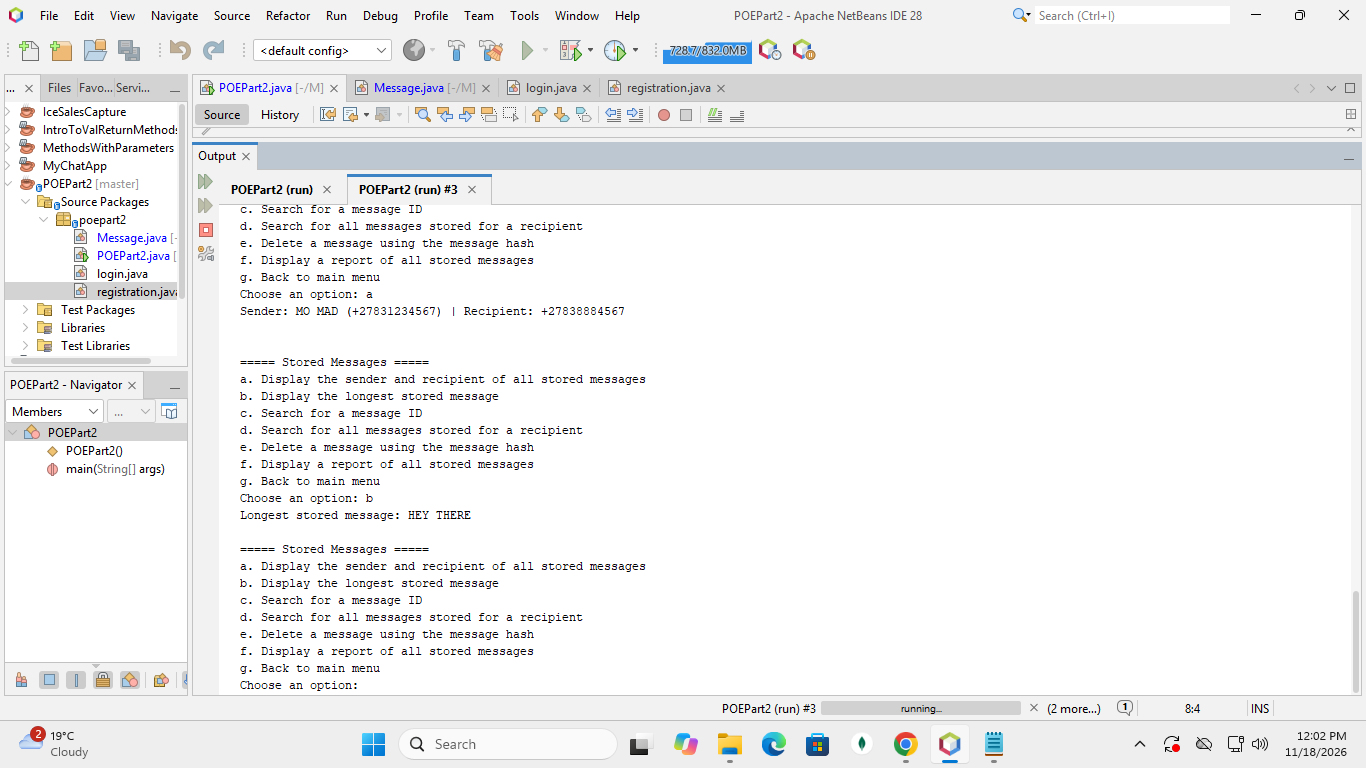 File Edit View Navigate Source Refactor Run Debug Profile Team Tools Window Help
POEPart2 - Apache NetBeans IDE 28
Search (Ctrl+I)
<default config>
728.7/832.0MB
... Files Favo... Servi...
POEPart2.java [-/M] Message.java [-/M] login.java registration.java
Source History
IceSalesCapture
IntroToValReturnMethods
MethodsWithParameters
MyChatApp
POEPart2 [master]
Source Packages
poepart2
Message.java [-
POEPart2.java [
login.java
registration.java
Test Packages
Libraries
Test Libraries
POEPart2 - Navigator
Members ...
POEPart2
POEPart2()
main(String[] args)
Output
POEPart2 (run) POEPart2 (run) #3
c. Search for a message ID
d. Search for all messages stored for a recipient
e. Delete a message using the message hash
f. Display a report of all stored messages
g. Back to main menu
Choose an option: a
Sender: MO MAD (+27831234567) | Recipient: +27838884567
===== Stored Messages =====
a. Display the sender and recipient of all stored messages
b. Display the longest stored message
c. Search for a message ID
d. Search for all messages stored for a recipient
e. Delete a message using the message hash
f. Display a report of all stored messages
g. Back to main menu
Choose an option: b
Longest stored message: HEY THERE
===== Stored Messages =====
a. Display the sender and recipient of all stored messages
b. Display the longest stored message
c. Search for a message ID
d. Search for all messages stored for a recipient
e. Delete a message using the message hash
f. Display a report of all stored messages
g. Back to main menu
Choose an option:
POEPart2 (run) #3 running... (2 more...) 1 8:4 INS
2
19°C
Cloudy
Search
12:02 PM
11/18/2026